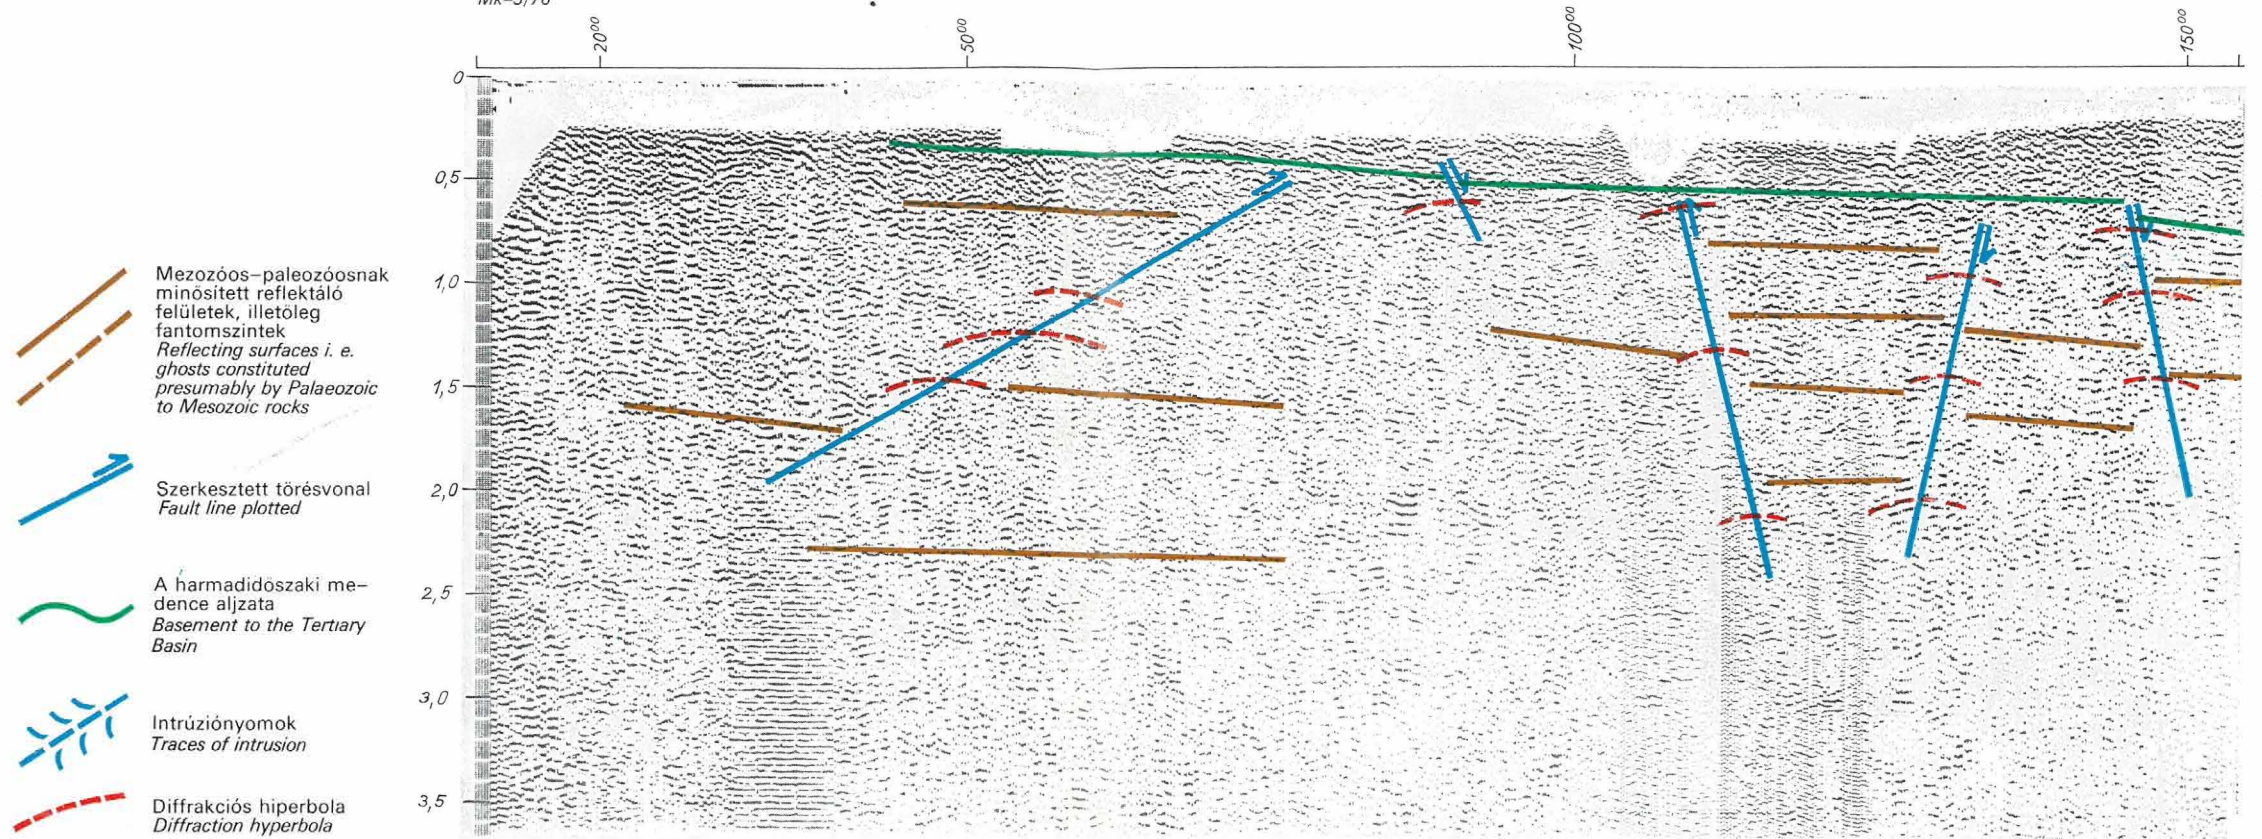 Mk-3/76
20⁰⁰
50⁰⁰
100⁰⁰
150⁰⁰
0
0,5
1,0
1,5
2,0
2,5
3,0
3,5
Mezozóos–paleozóosnak
minősített reflektáló
felületek, illetőleg
fantomszintek
Reflecting surfaces i. e.
ghosts constituted
presumably by Palaeozoic
to Mesozoic rocks
Szerkesztett törésvonal
Fault line plotted
A harmadidőszaki me–
dence aljzata
Basement to the Tertiary
Basin
Intrúziónyomok
Traces of intrusion
Diffrakciós hiperbola
Diffraction hyperbola